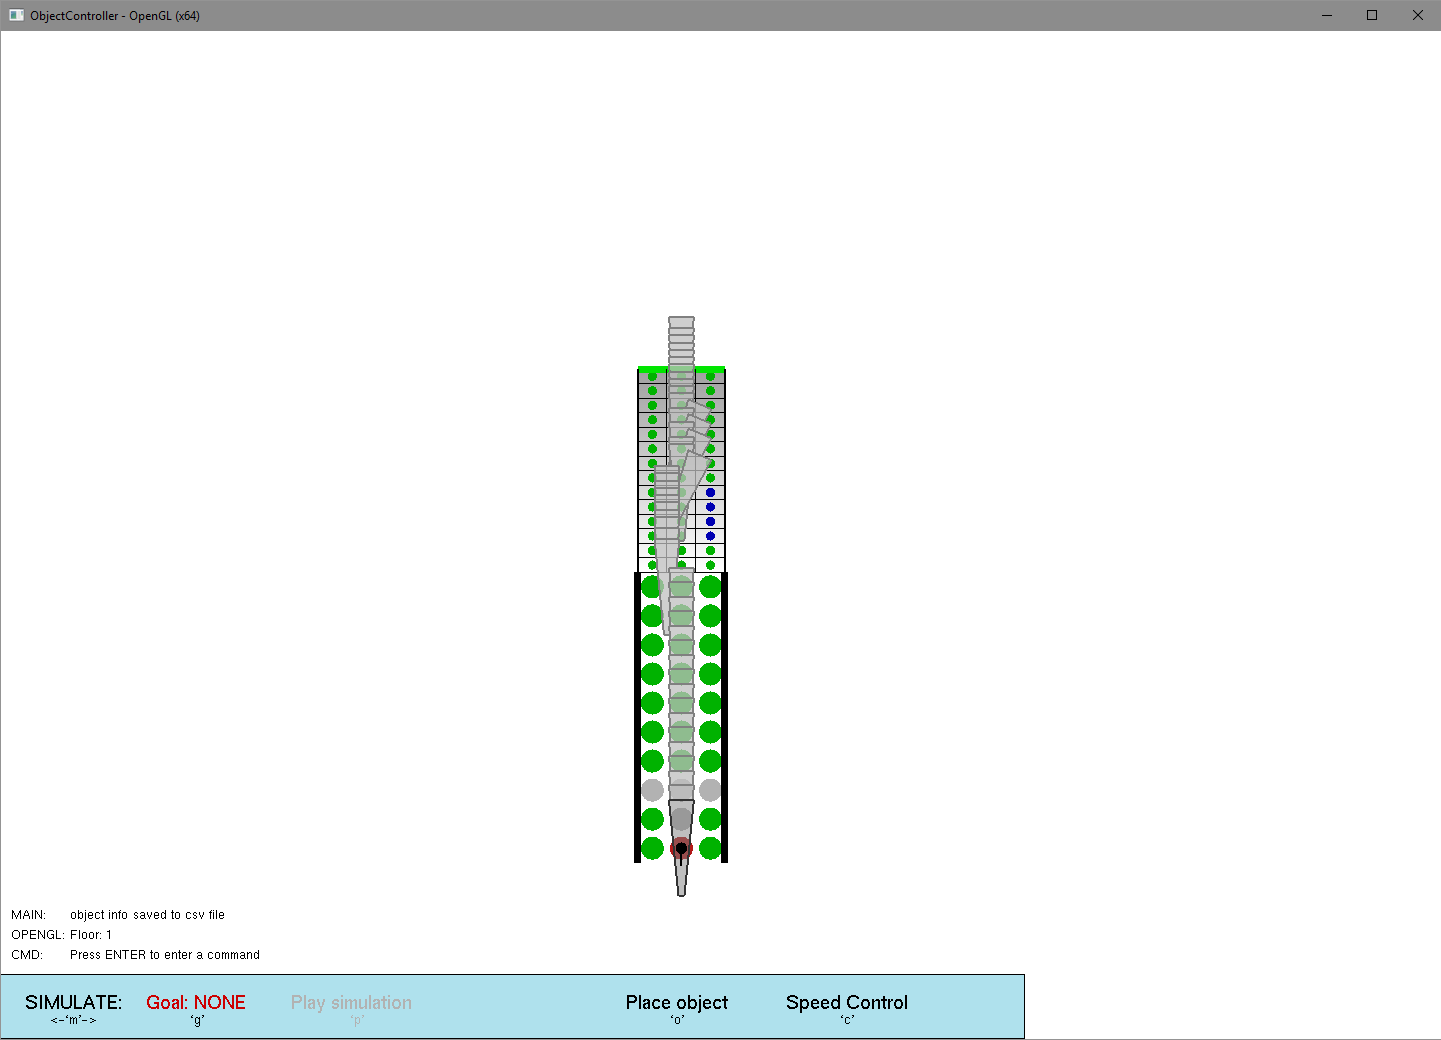 ObjectController - OpenGL (x64)
MAIN: object info saved to csv file
OPENGL: Floor: 1
CMD: Press ENTER to enter a command
SIMULATE: Goal: NONE Play simulation Place object Speed Control
<-'m'-> 'g' 'p' 'o' 'c'